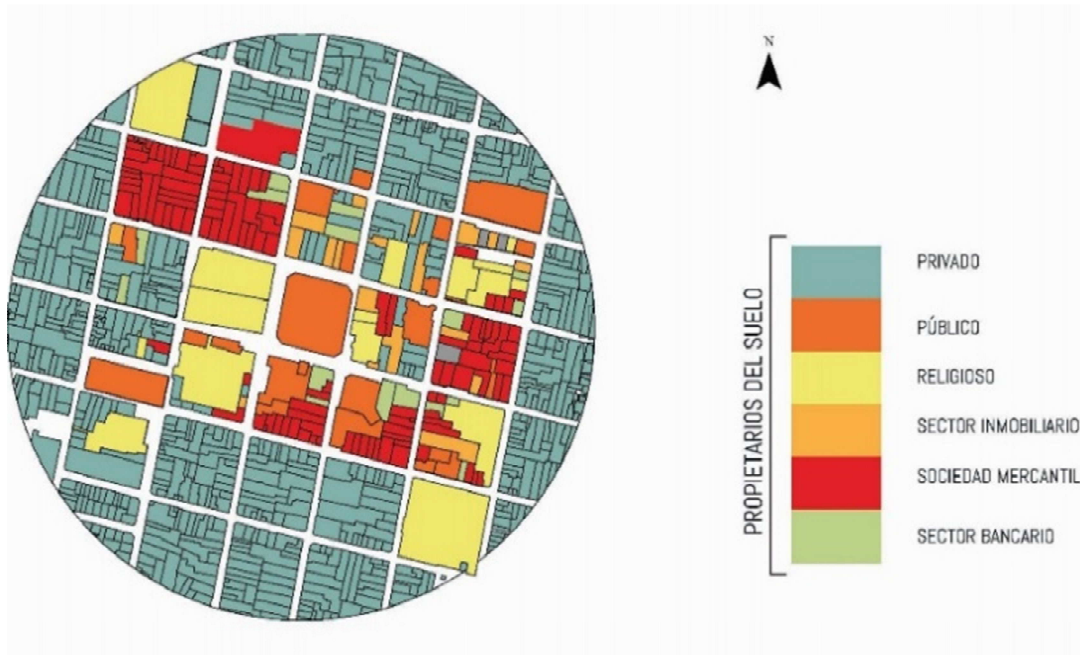 N
PROPIETARIOS DEL SUELO
PRIVADO
PÚBLICO
RELIGIOSO
SECTOR INMOBILIARIO
SOCIEDAD MERCANTIL
SECTOR BANCARIO